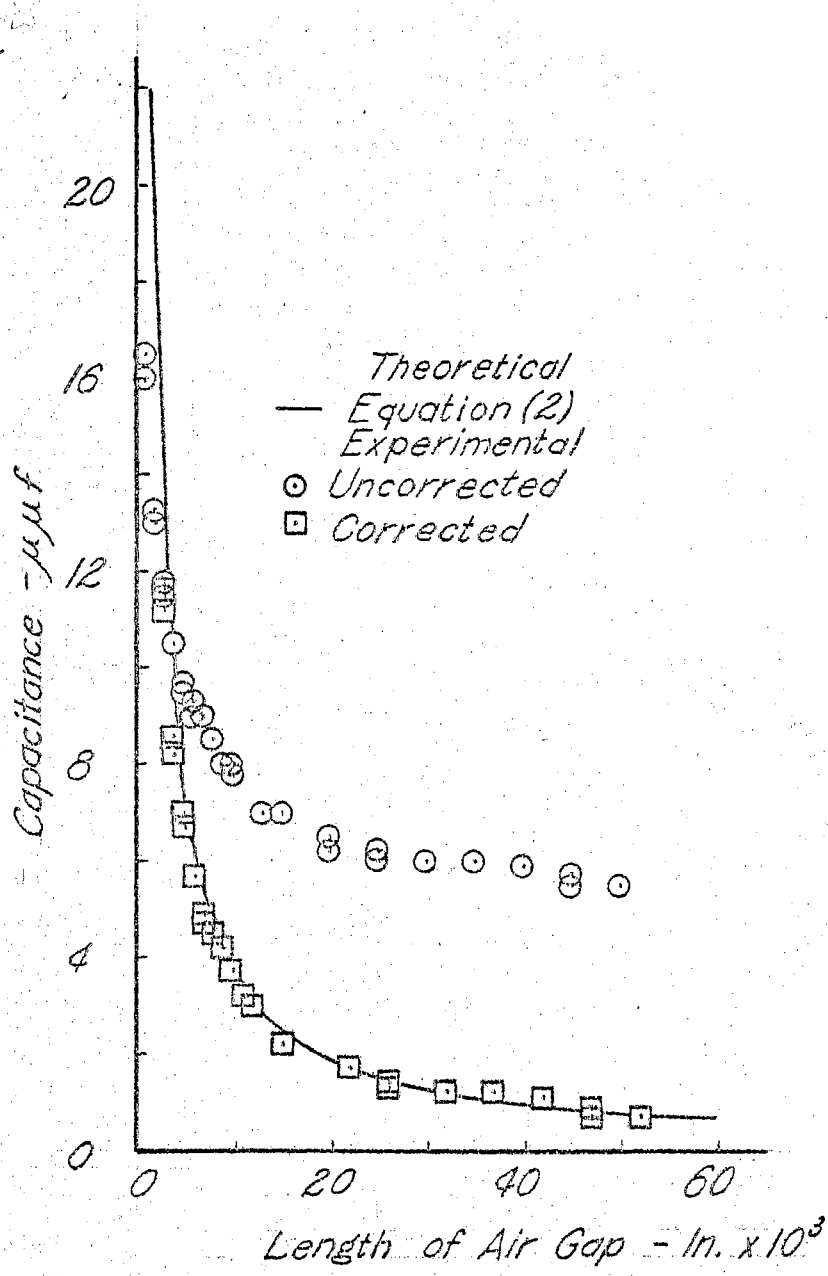 20
16
12
8
4
0
Capacitance - μμf
Theoretical
Equation (2)
Experimental
Uncorrected
Corrected
0 20 40 60
Length of Air Gap - In. x 10³